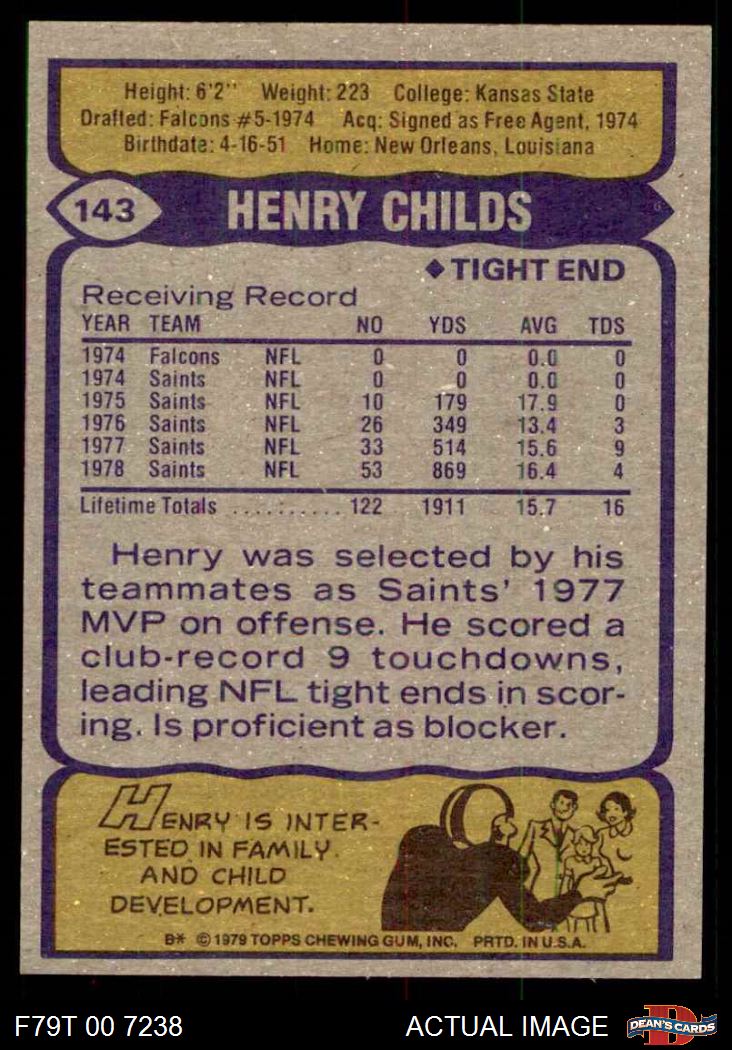 Height: 6'2" Weight: 223 College: Kansas State
Drafted: Falcons #5-1974 Acq: Signed as Free Agent, 1974
Birthdate: 4-16-51 Home: New Orleans, Louisiana
143 HENRY CHILDS
◆ TIGHT END
Receiving Record
YEAR TEAM NO YDS AVG TDS
1974 Falcons NFL 0 0 0.0 0
1974 Saints NFL 0 0 0.0 0
1975 Saints NFL 10 179 17.9 0
1976 Saints NFL 26 349 13.4 3
1977 Saints NFL 33 514 15.6 9
1978 Saints NFL 53 869 16.4 4
Lifetime Totals ........... 122 1911 15.7 16
Henry was selected by his
teammates as Saints' 1977
MVP on offense. He scored a
club-record 9 touchdowns,
leading NFL tight ends in scor-
ing. Is proficient as blocker.
HENRY IS INTER-
ESTED IN FAMILY
AND CHILD
DEVELOPMENT.
B* © 1979 TOPPS CHEWING GUM, INC. PRTD. IN U.S.A.
F79T 00 7238 ACTUAL IMAGE D DEAN'S CARDS